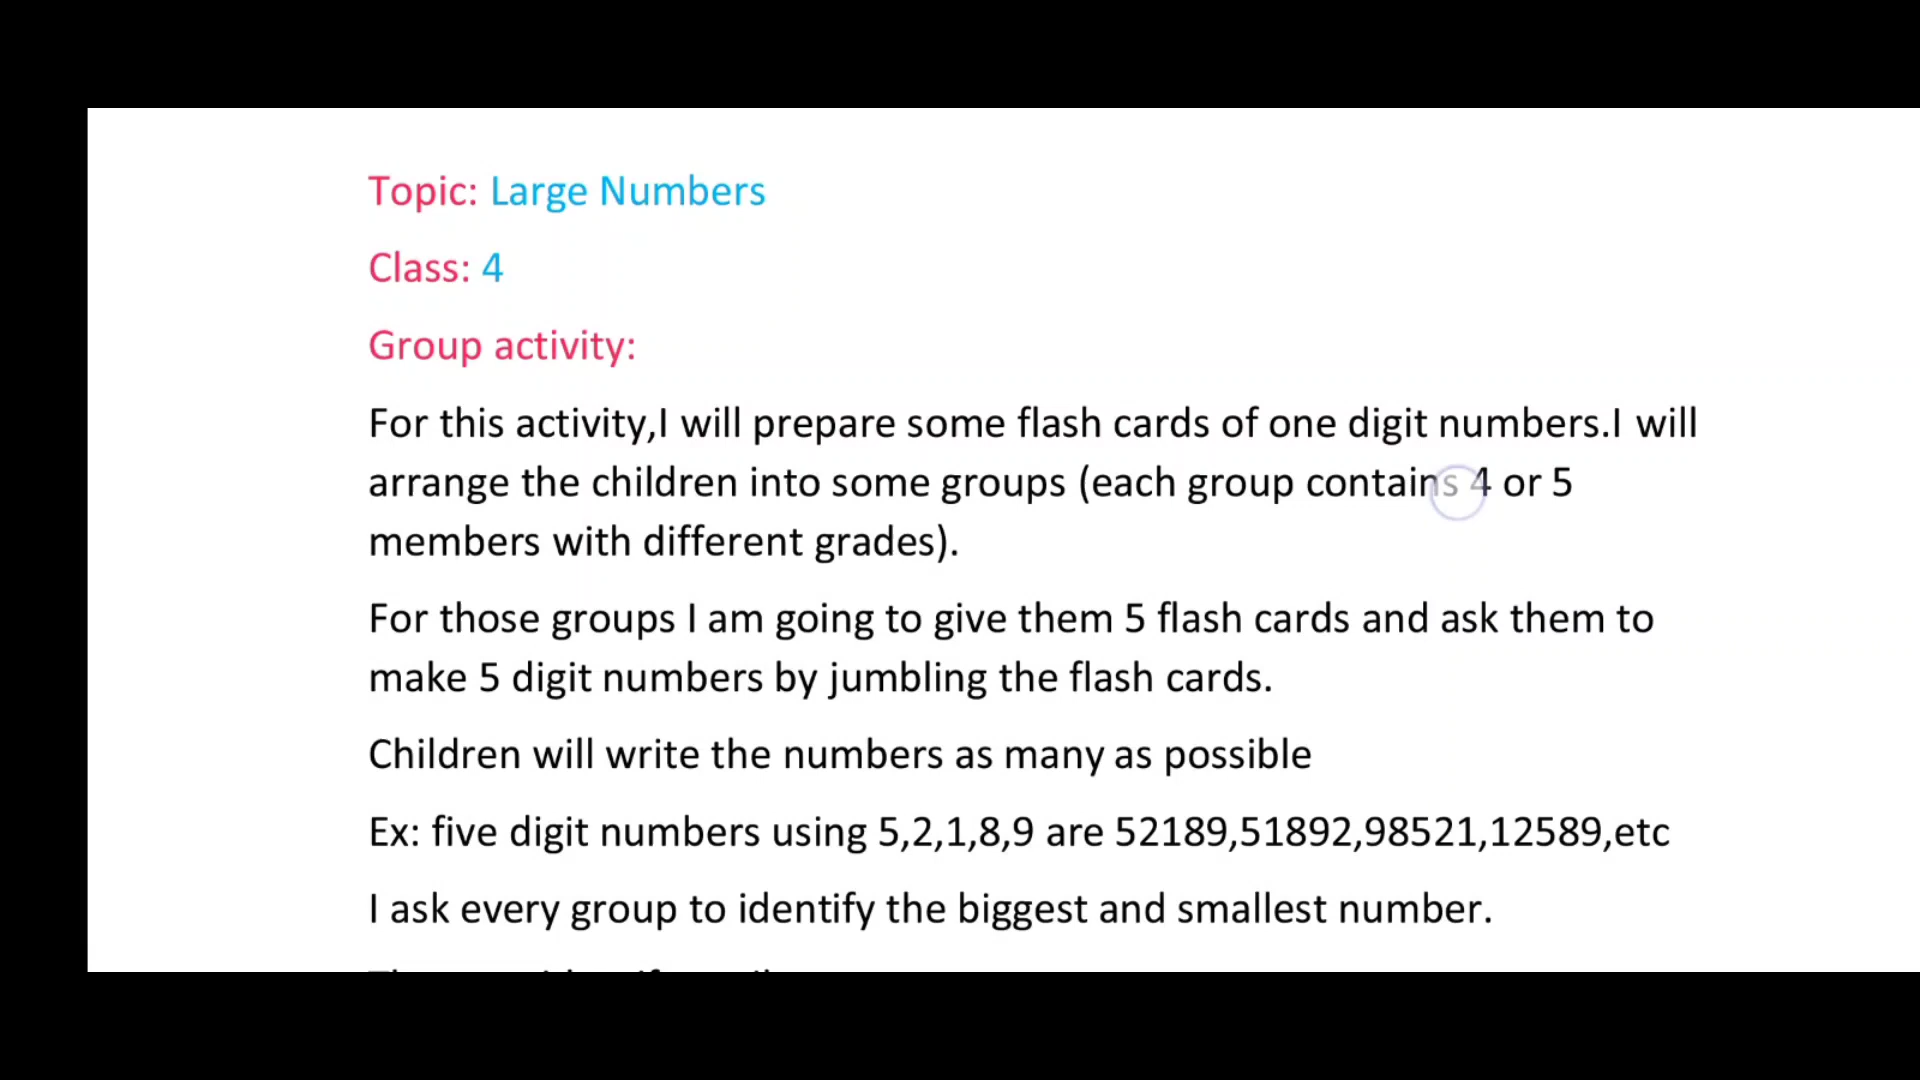 Topic: Large Numbers
Class: 4
Group activity:
For this activity,I will prepare some flash cards of one digit numbers.I will
arrange the children into some groups (each group contains 4 or 5
members with different grades).
For those groups I am going to give them 5 flash cards and ask them to
make 5 digit numbers by jumbling the flash cards.
Children will write the numbers as many as possible
Ex: five digit numbers using 5,2,1,8,9 are 52189,51892,98521,12589,etc
I ask every group to identify the biggest and smallest number.